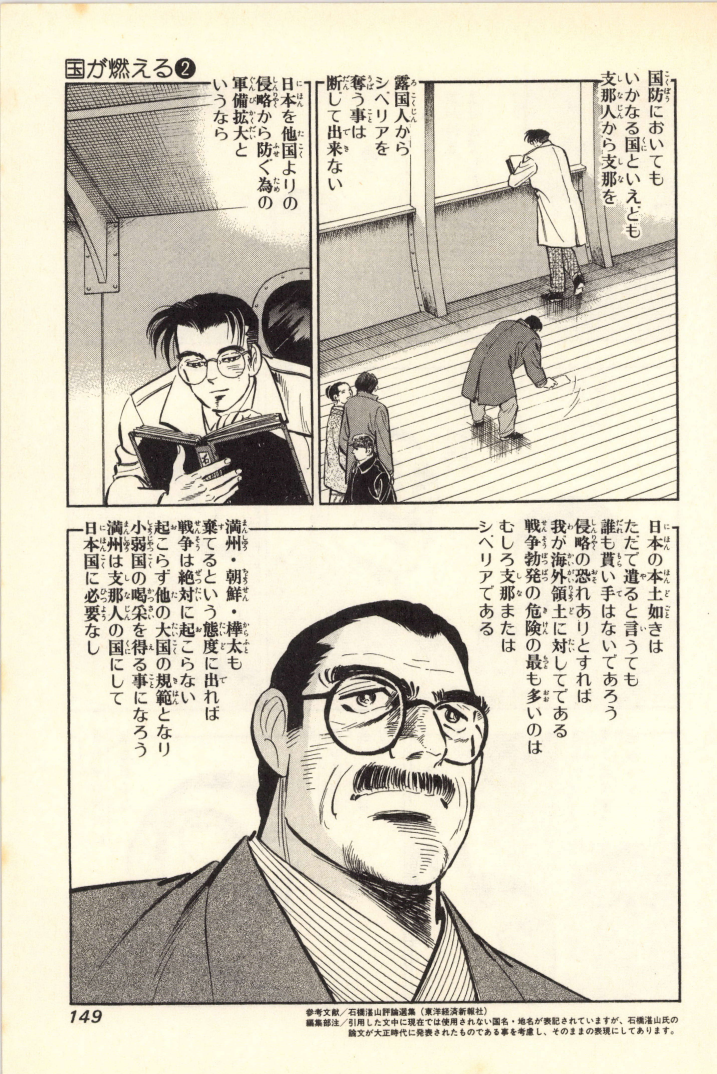 国が燃える❷
国防においても
いかなる国といえども
支那人から支那を
露国人から
シベリアを
奪う事は
断して出来ない
日本を他国よりの
侵略から防ぐ為の
軍備拡大と
いうなら
日本の本土如きは
ただで遣ると言うても
誰も貰い手はないであろう
侵略の恐れありとすれば
我が海外領土に対してである
戦争勃発の危険の最も多いのは
むしろ支那または
シベリアである
満州・朝鮮・樺太も
棄てるという態度に出れば
戦争は絶対に起こらない
起こらず他の大国の規範となり
小弱国の喝采を得る事になろう
満州は支那人の国にして
日本国に必要なし
149
参考文献/石橋湛山評論選集(東洋経済新報社)
編集部注/引用した文中に現在では使用されない国名・地名が表記されていますが、石橋湛山氏の
論文が大正時代に発表されたものである事を考慮し、そのままの表現にしてあります。